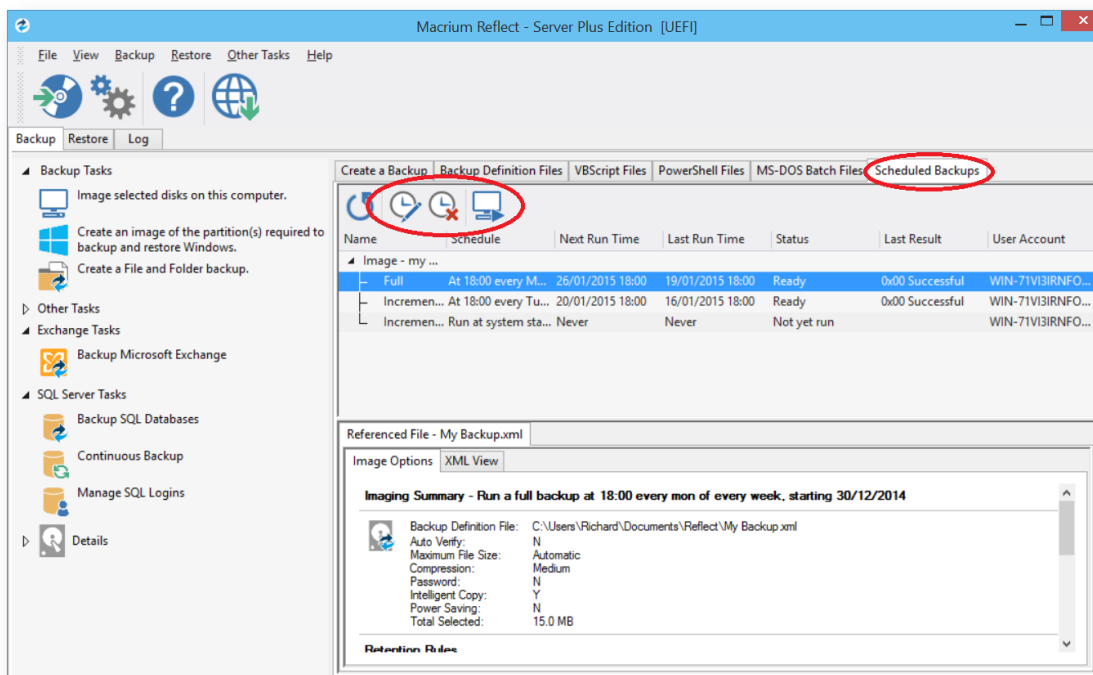 Macrium Reflect - Server Plus Edition [UEFI]
File View Backup Restore Other Tasks Help
Backup Restore Log
Backup Tasks
Image selected disks on this computer.
Create an image of the partition(s) required to
backup and restore Windows.
Create a File and Folder backup.
Other Tasks
Exchange Tasks
Backup Microsoft Exchange
SQL Server Tasks
Backup SQL Databases
Continuous Backup
Manage SQL Logins
Details
Create a Backup Backup Definition Files VBScript Files PowerShell Files MS-DOS Batch Files Scheduled Backups
Name Schedule Next Run Time Last Run Time Status Last Result User Account
Image - my ...
Full At 18:00 every M... 26/01/2015 18:00 19/01/2015 18:00 Ready 0x00 Successful WIN-71VI3IRNFO...
Incremen... At 18:00 every Tu... 20/01/2015 18:00 16/01/2015 18:00 Ready 0x00 Successful WIN-71VI3IRNFO...
Incremen... Run at system sta... Never Never Not yet run WIN-71VI3IRNFO...
Referenced File - My Backup.xml
Image Options XML View
Imaging Summary - Run a full backup at 18:00 every mon of every week, starting 30/12/2014
Backup Definition File: C:\Users\Richard\Documents\Reflect\My Backup.xml
Auto Verify: N
Maximum File Size: Automatic
Compression: Medium
Password: N
Intelligent Copy: Y
Power Saving: N
Total Selected: 15.0 MB
Retention Rules